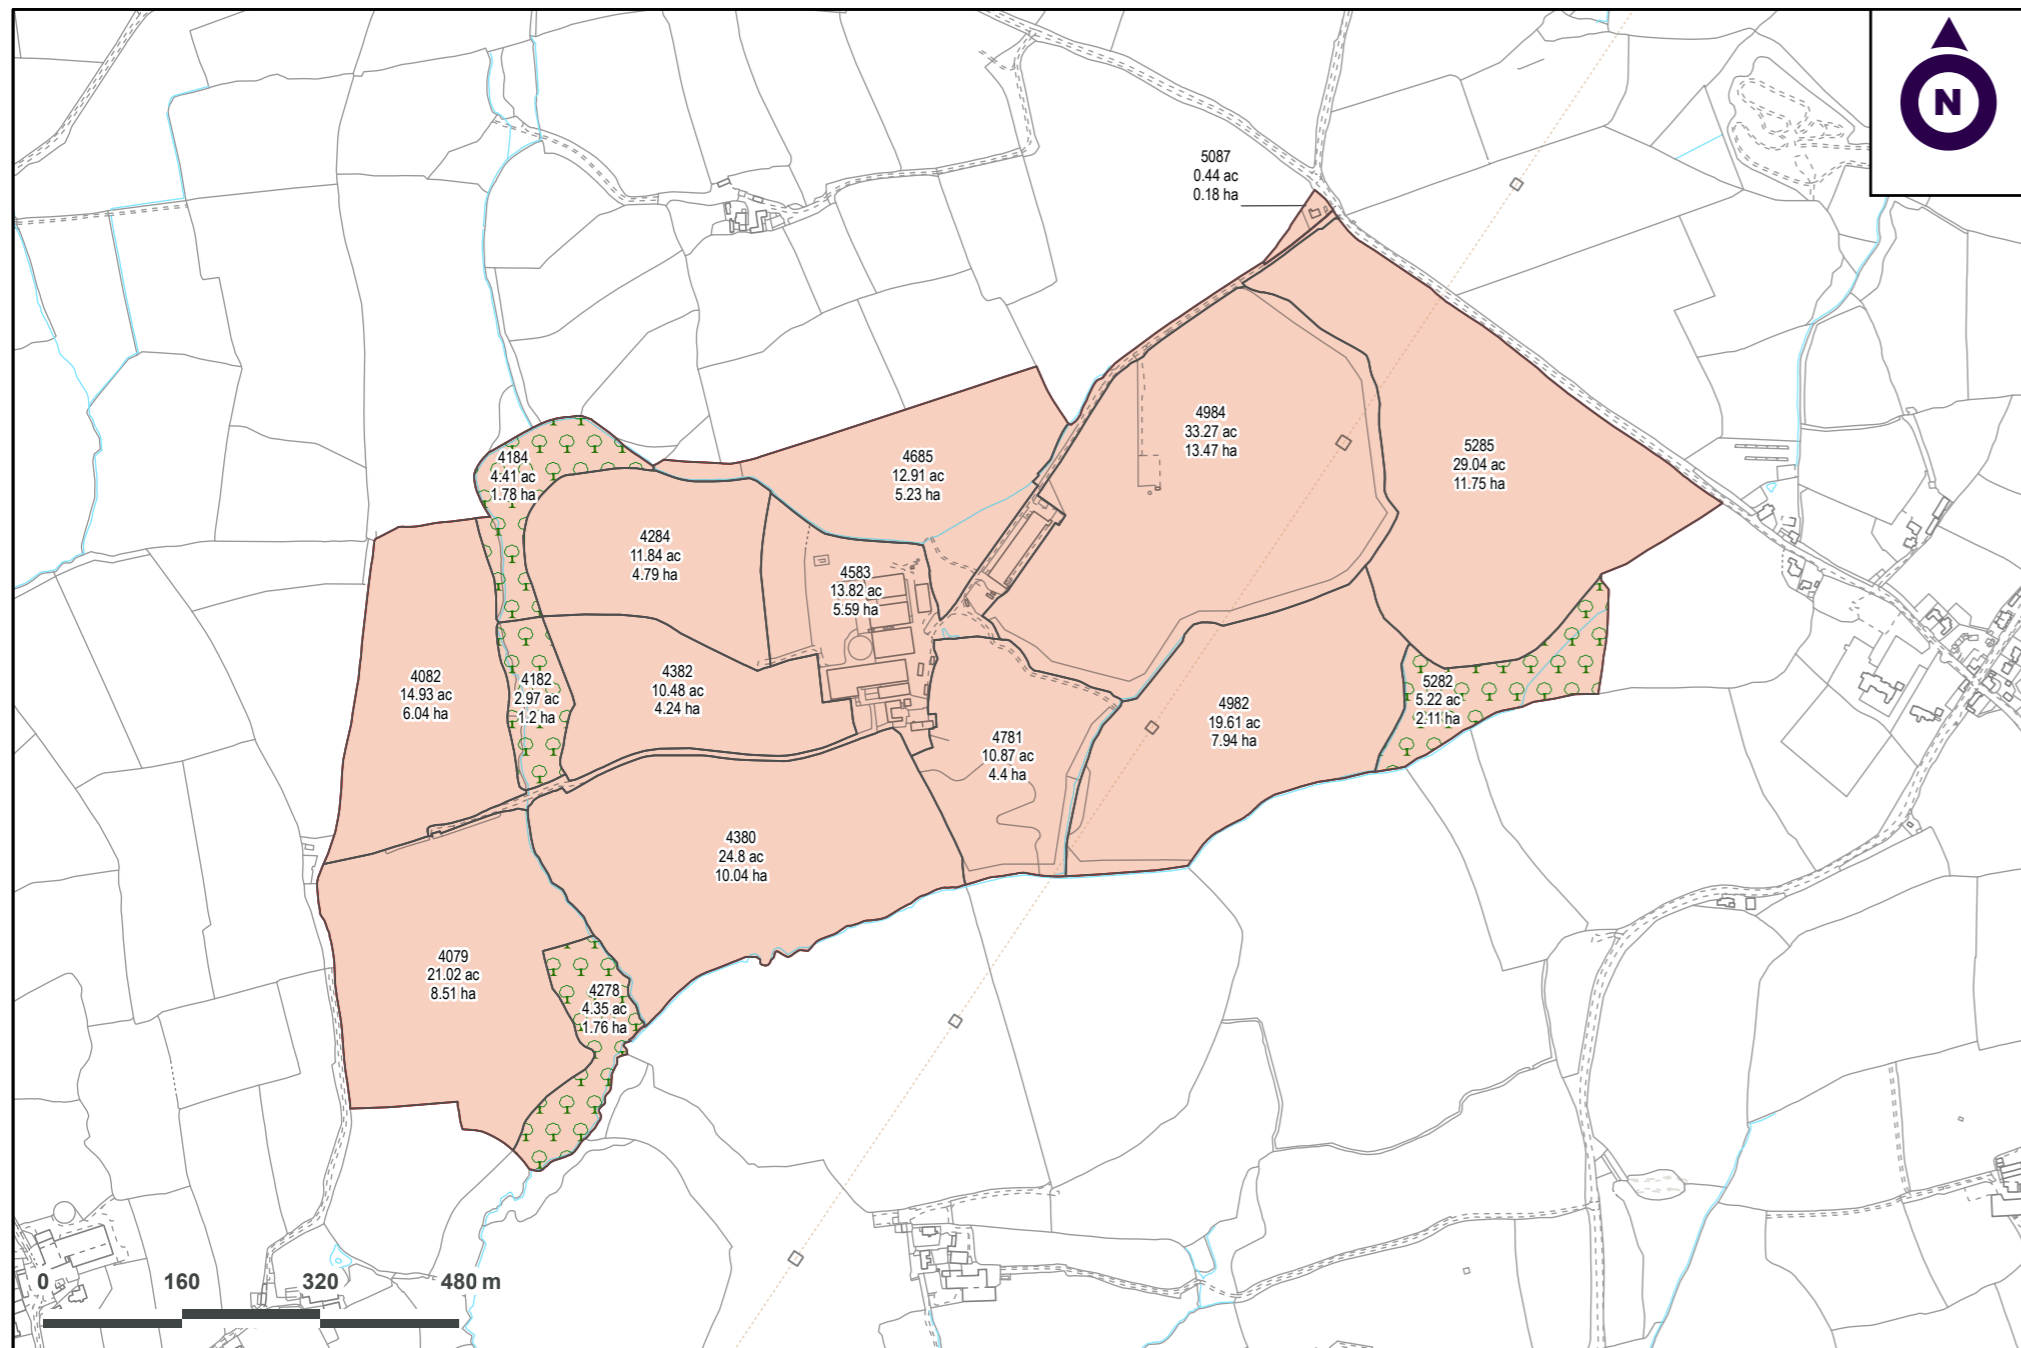 N
5087
0.44 ac
0.18 ha
4984
33.27 ac
13.47 ha
5285
29.04 ac
11.75 ha
4685
12.91 ac
5.23 ha
4184
4.41 ac
1.78 ha
4284
11.84 ac
4.79 ha
4583
13.82 ac
5.59 ha
4082
14.93 ac
6.04 ha
4182
2.97 ac
1.2 ha
4382
10.48 ac
4.24 ha
5282
5.22 ac
2.11 ha
4982
19.61 ac
7.94 ha
4781
10.87 ac
4.4 ha
4380
24.8 ac
10.04 ha
4079
21.02 ac
8.51 ha
4278
4.35 ac
1.76 ha
0 160 320 480 m